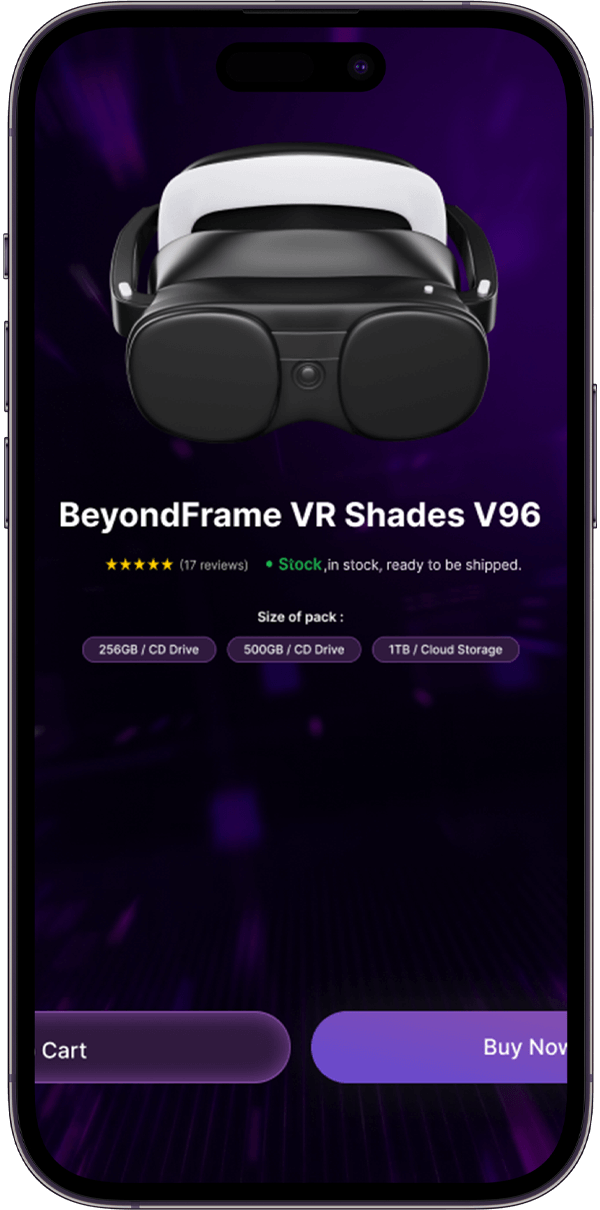 BeyondFrame VR Shades V96
★★★★★ (17 reviews) • Stock,in stock, ready to be shipped.
Size of pack :
256GB / CD Drive 500GB / CD Drive 1TB / Cloud Storage
Cart Buy Now